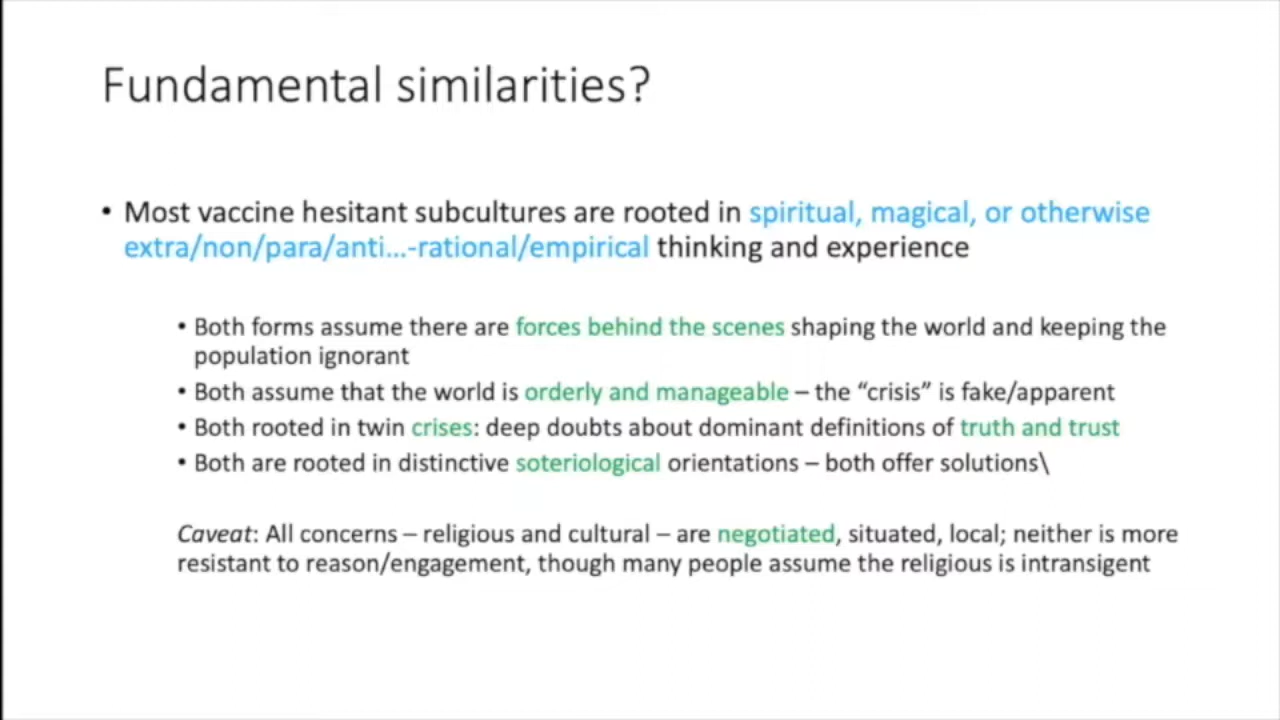 Fundamental similarities?
• Most vaccine hesitant subcultures are rooted in spiritual, magical, or otherwise
extra/non/para/anti...-rational/empirical thinking and experience
• Both forms assume there are forces behind the scenes shaping the world and keeping the
population ignorant
• Both assume that the world is orderly and manageable – the “crisis” is fake/apparent
• Both rooted in twin crises: deep doubts about dominant definitions of truth and trust
• Both are rooted in distinctive soteriological orientations – both offer solutions\
Caveat: All concerns – religious and cultural – are negotiated, situated, local; neither is more
resistant to reason/engagement, though many people assume the religious is intransigent